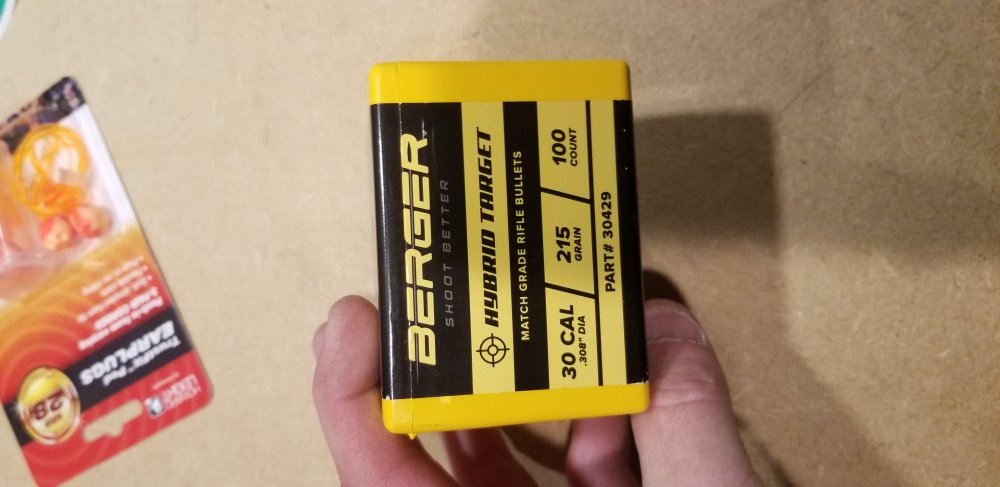 BERGER
SHOOT BETTER
HYBRID TARGET
MATCH GRADE RIFLE BULLETS
30 CAL
.308" DIA
215
GRAIN
100
COUNT
PART# 30429
EARPLUGS
28